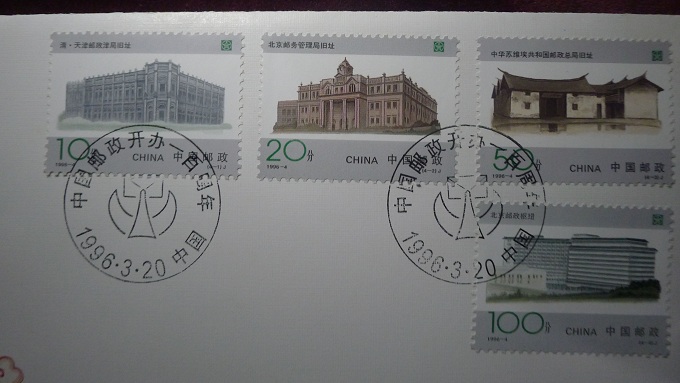 清·天津邮政津局旧址
10分
1996-4
CHINA 中国邮政
(4-1)J
北京邮务管理局旧址
20分
1996-4
CHINA 中国邮政
中华苏维埃共和国邮政总局旧址
50分
1996-4
CHINA 中国邮政
北京邮政枢纽
100分
1996-4
CHINA 中国邮政
中国邮政开办一百周年
1996·3·20 中国
中国邮政开办一百周年
1996·3·20 中国